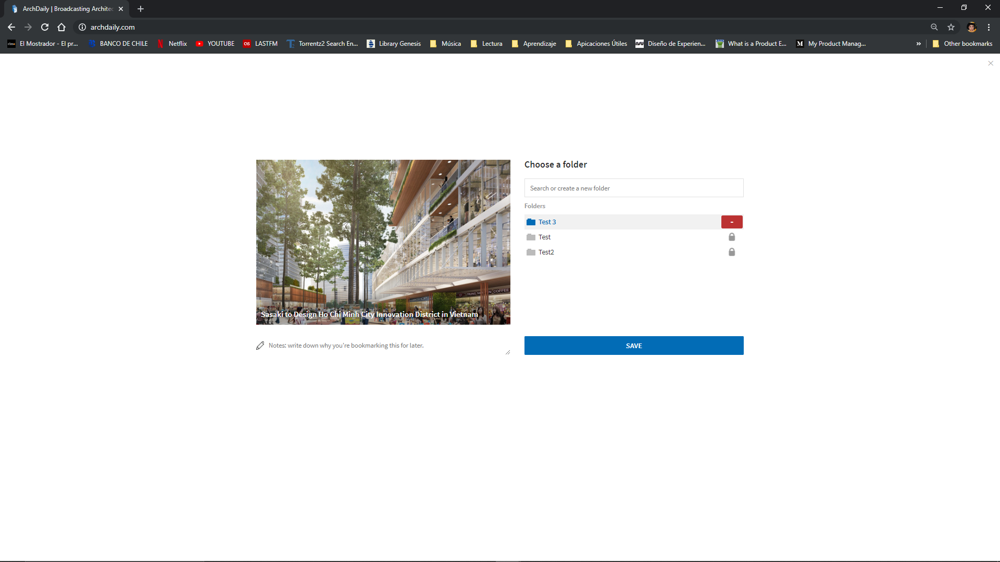 ArchDaily | Broadcasting Architec
archdaily.com
El Mostrador - El pr...
BANCO DE CHILE
Netflix
YOUTUBE
LASTFM
Torrentz2 Search En...
Library Genesis
Música
Lectura
Aprendizaje
Apicaciones Útiles
Diseño de Experien...
What is a Product E...
My Product Manag...
»
Other bookmarks
Sasaki to Design Ho Chi Minh City Innovation District in Vietnam
Notes: write down why you're bookmarking this for later.
Choose a folder
Search or create a new folder
Folders
Test 3
-
Test
Test2
SAVE